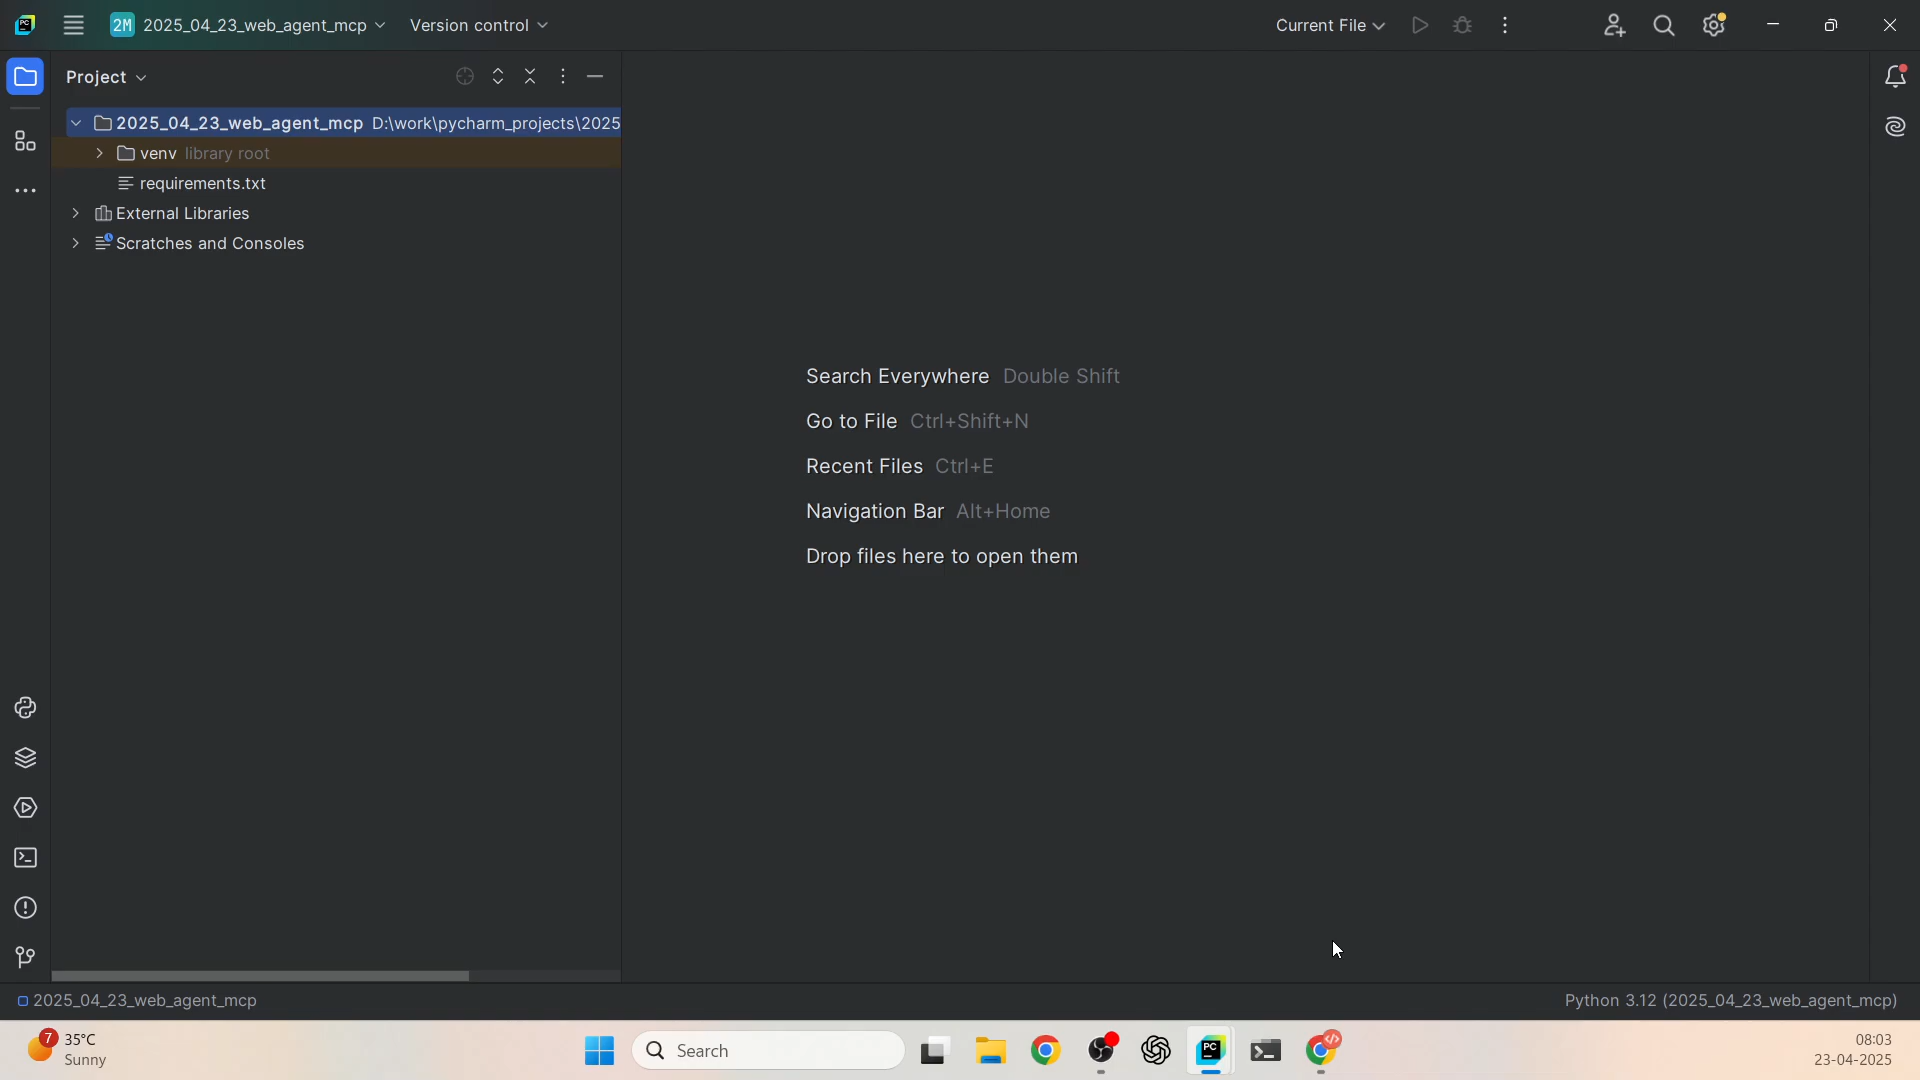 PC
2M 2025_04_23_web_agent_mcp
Version control
Current File
Project
2025_04_23_web_agent_mcp D:\work\pycharm_projects\2025
venv library root
requirements.txt
External Libraries
Scratches and Consoles
Search Everywhere Double Shift
Go to File Ctrl+Shift+N
Recent Files Ctrl+E
Navigation Bar Alt+Home
Drop files here to open them
2025_04_23_web_agent_mcp
Python 3.12 (2025_04_23_web_agent_mcp)
7
35°C
Sunny
Search
PC
08:03
23-04-2025